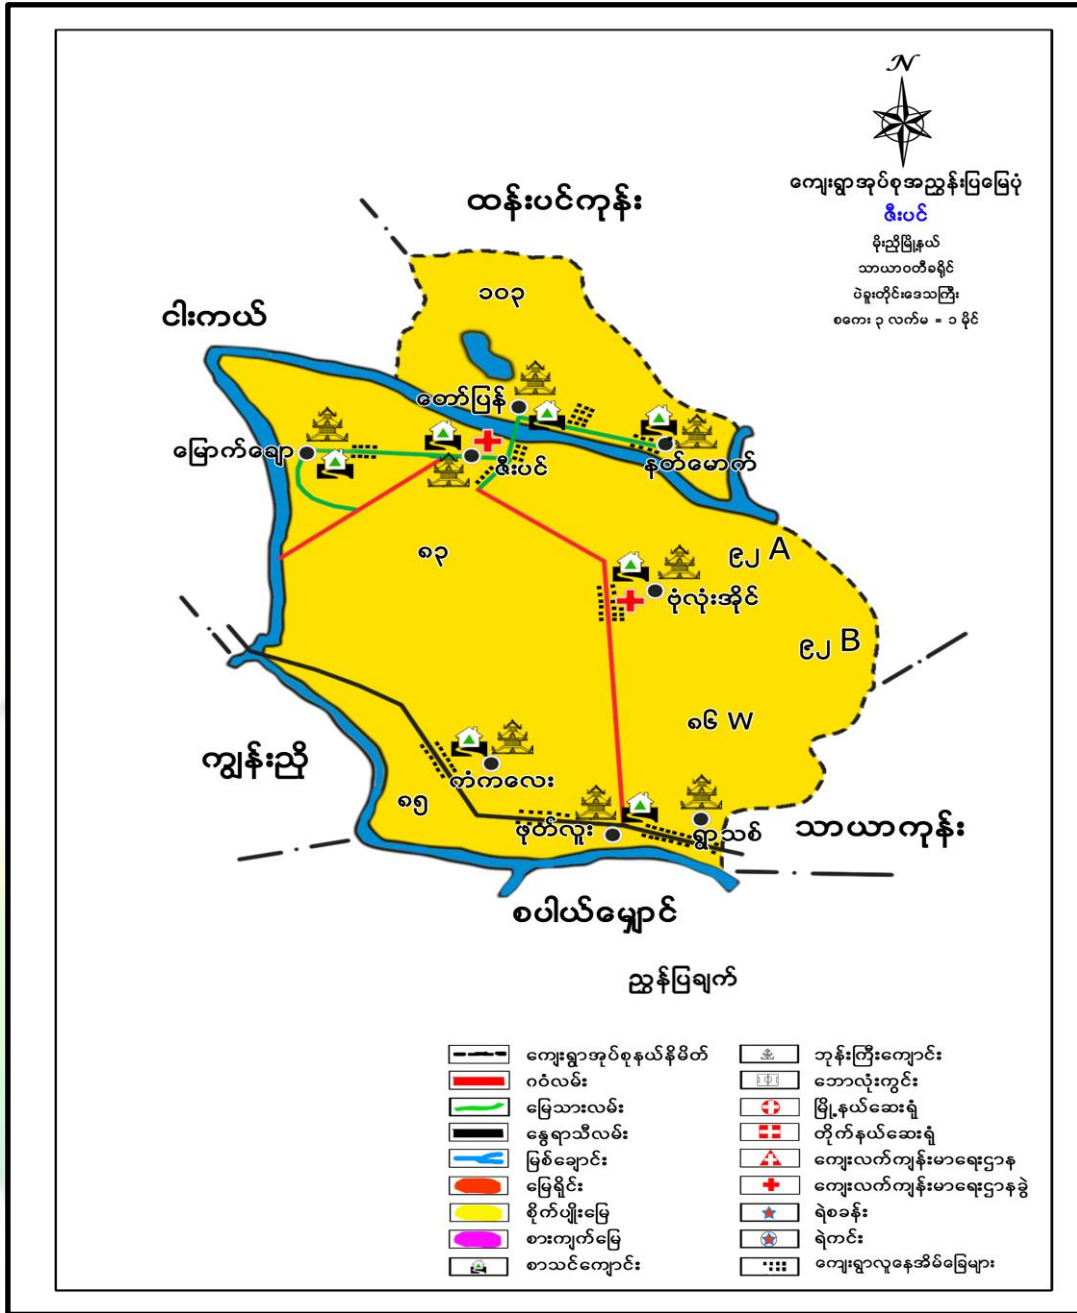 N
ကျေးရွာအုပ်စုအညွှန်းပြမြေပုံ
ဇီးပင်
မိုးညိုမြို့နယ်
သာယာဝတီခရိုင်
ပဲခူးတိုင်းဒေသကြီး
စကေး ၃ လက်မ = ၁ မိုင်
ထန်းပင်ကုန်း
၁၀၃
ငါးကယ်
တော်ပြန်
မြောက်ချော
ဇီးပင်
နတ်မောက်
၈၃
၉၂ A
ဗုံလုံးအိုင်
၉၂ B
၈၆ W
ကျွန်းညို
ကံကလေး
၈၅
ဖုတ်လူး
ရွာသစ်
သာယာကုန်း
စပါယ်မျှောင်
ညွှန်ပြချက်
ကျေးရွာအုပ်စုနယ်နိမိတ်
ဂဝံလမ်း
မြေသားလမ်း
နွေရာသီလမ်း
မြစ်ချောင်း
မြေရိုင်း
စိုက်ပျိုးမြေ
စားကျက်မြေ
စာသင်ကျောင်း
ဘုန်းကြီးကျောင်း
ဘောလုံးကွင်း
မြို့နယ်ဆေးရုံ
တိုက်နယ်ဆေးရုံ
ကျေးလက်ကျန်းမာရေးဌာန
ကျေးလက်ကျန်းမာရေးဌာနခွဲ
ရဲစခန်း
ရဲကင်း
ကျေးရွာလူနေအိမ်ခြေများ